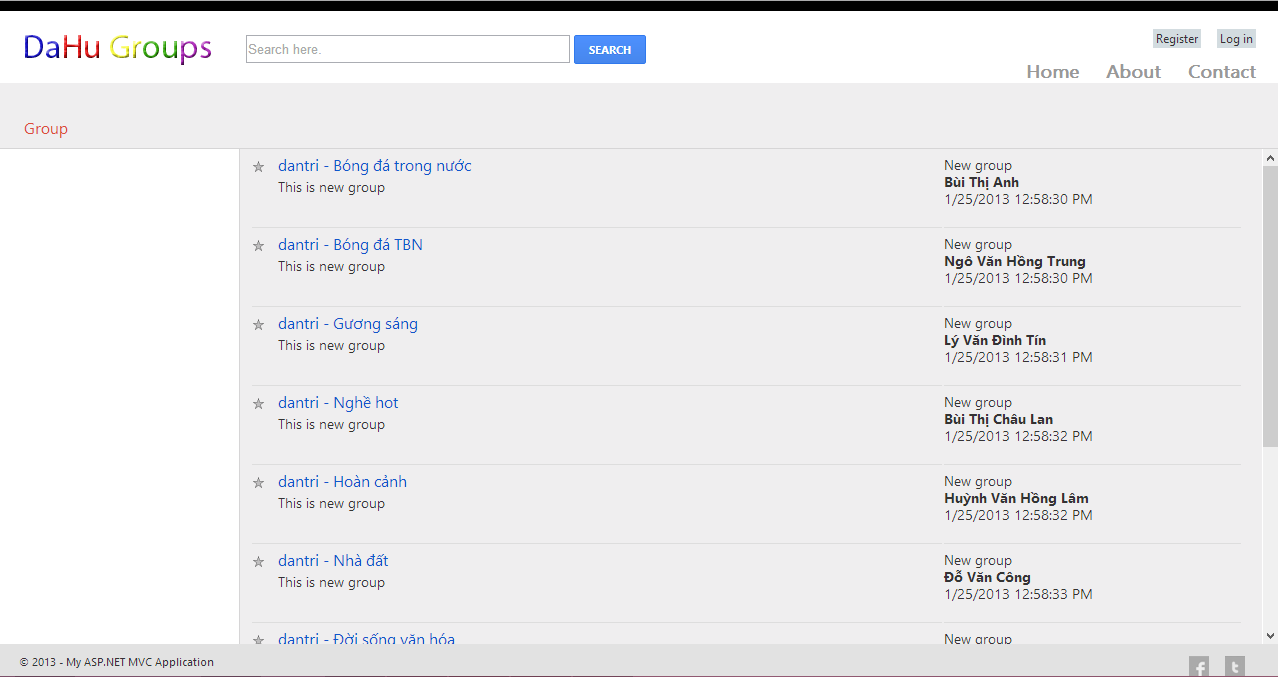 DaHu Groups
Search here.
SEARCH
Register
Log in
Home
About
Contact
Group
dantri - Bóng đá trong nước
This is new group
New group
Bùi Thị Anh
1/25/2013 12:58:30 PM
dantri - Bóng đá TBN
This is new group
New group
Ngô Văn Hồng Trung
1/25/2013 12:58:30 PM
dantri - Gương sáng
This is new group
New group
Lý Văn Đình Tín
1/25/2013 12:58:31 PM
dantri - Nghề hot
This is new group
New group
Bùi Thị Châu Lan
1/25/2013 12:58:32 PM
dantri - Hoàn cảnh
This is new group
New group
Huỳnh Văn Hồng Lâm
1/25/2013 12:58:32 PM
dantri - Nhà đất
This is new group
New group
Đỗ Văn Công
1/25/2013 12:58:33 PM
dantri - Đời sống văn hóa
New group
© 2013 - My ASP.NET MVC Application